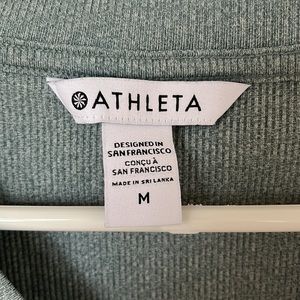 ATHLETA
DESIGNED IN
SAN FRANCISCO
CONÇU À
SAN FRANCISCO
MADE IN SRI LANKA
M